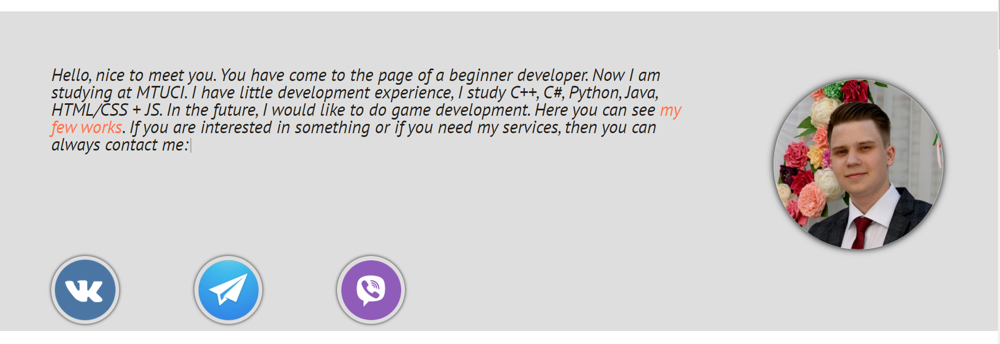 Hello, nice to meet you. You have come to the page of a beginner developer. Now I am
studying at MTUCI. I have little development experience, I study C++, C#, Python, Java,
HTML/CSS + JS. In the future, I would like to do game development. Here you can see my
few works. If you are interested in something or if you need my services, then you can
always contact me:|